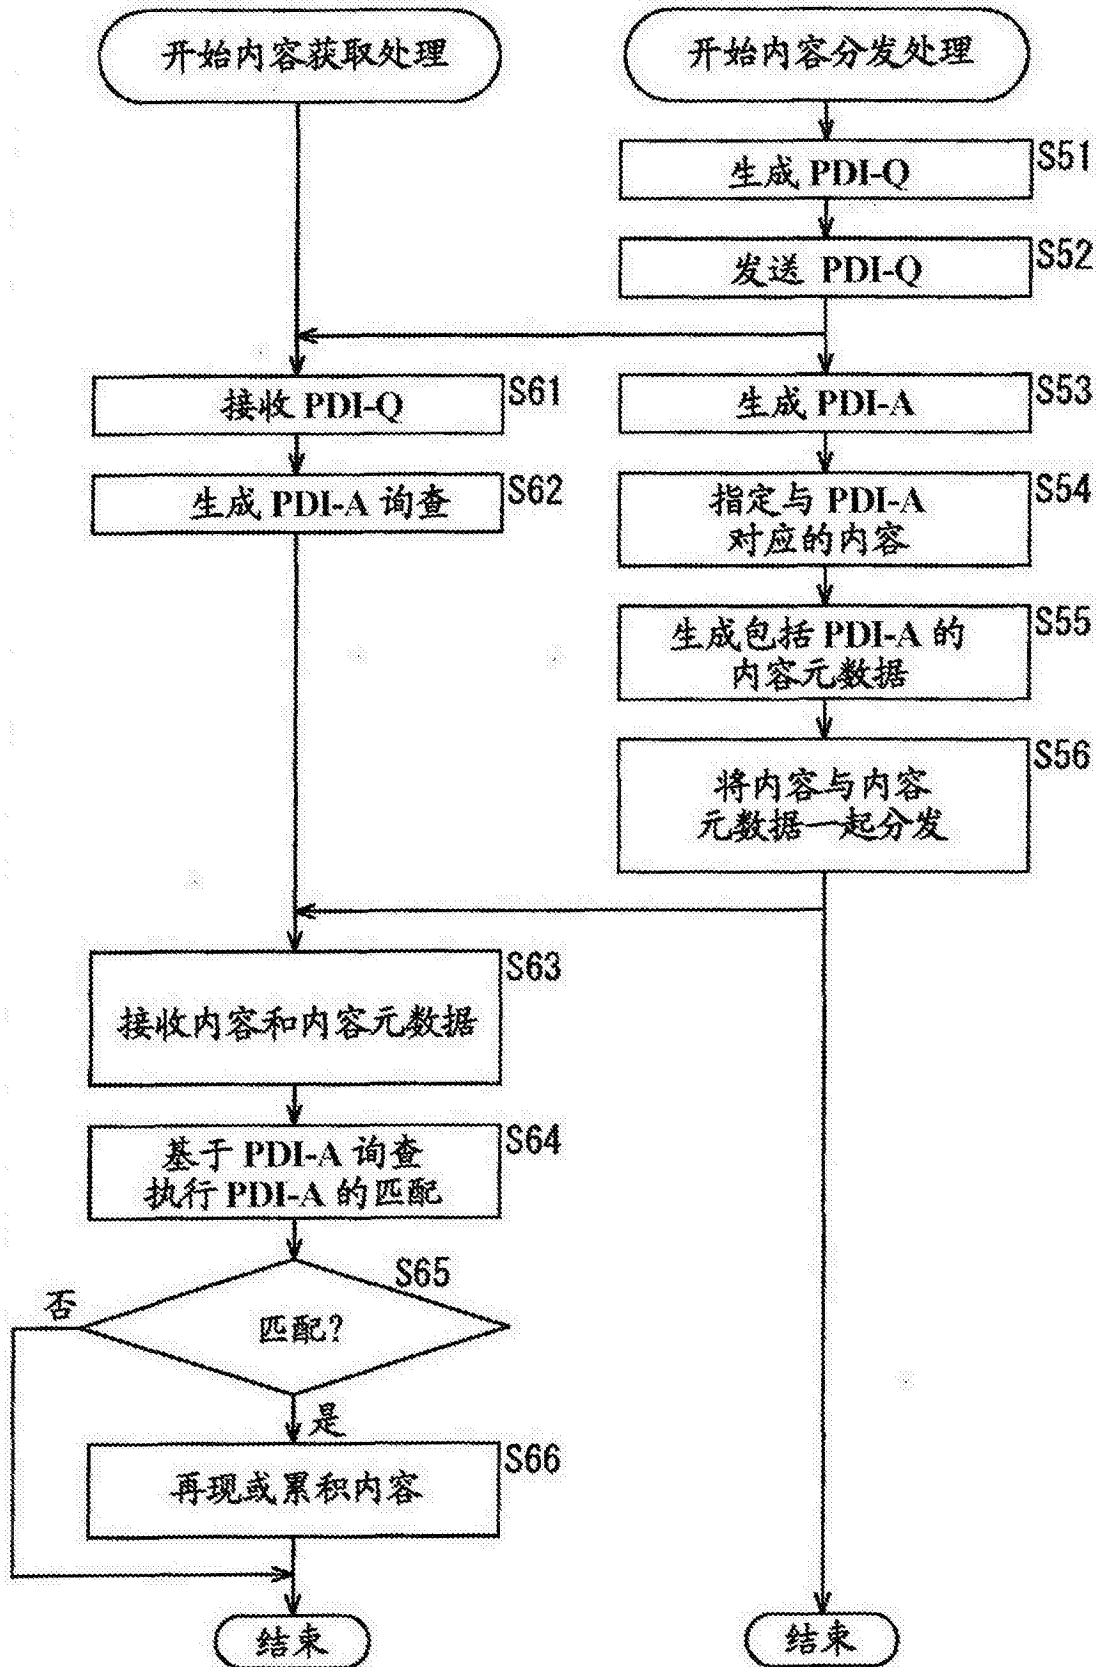 开始内容获取处理
开始内容分发处理
生成 PDI-Q
S51
发送 PDI-Q
S52
接收 PDI-Q
S61
生成 PDI-A
S53
生成 PDI-A 询查
S62
指定与 PDI-A
对应的内容
S54
生成包括 PDI-A 的
内容元数据
S55
将内容与内容
元数据一起分发
S56
接收内容和内容元数据
S63
基于 PDI-A 询查
执行 PDI-A 的匹配
S64
S65
否
匹配?
是
再现或累积内容
S66
结束
结束